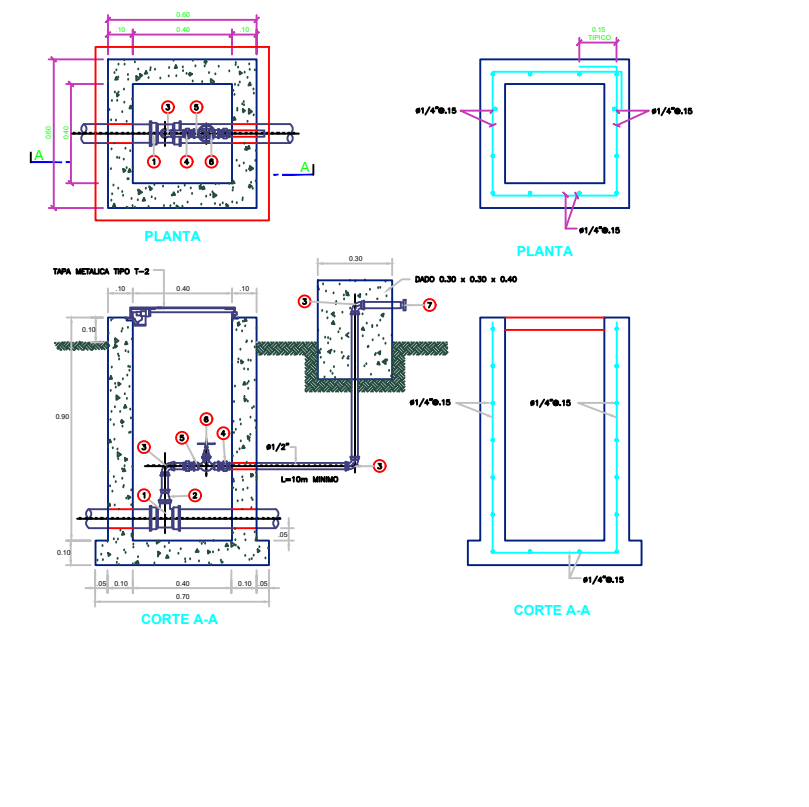 0.60
.10
0.40
.10
0.60
0.40
3
5
1
4
6
A
A
PLANTA
0.15
TIPICO
ø1/4"@.15
ø1/4"@.15
ø1/4"@.15
PLANTA
TAPA METALICA TIPO T-2
.10
0.40
.10
0.30
DADO 0.30 x 0.30 x 0.40
3
7
0.10
0.90
6
5
4
3
ø1/2"
3
L=10m MINIMO
1
2
.05
0.10
.05
0.10
0.40
0.10
.05
0.70
CORTE A-A
ø1/4"@.15
ø1/4"@.15
ø1/4"@.15
CORTE A-A